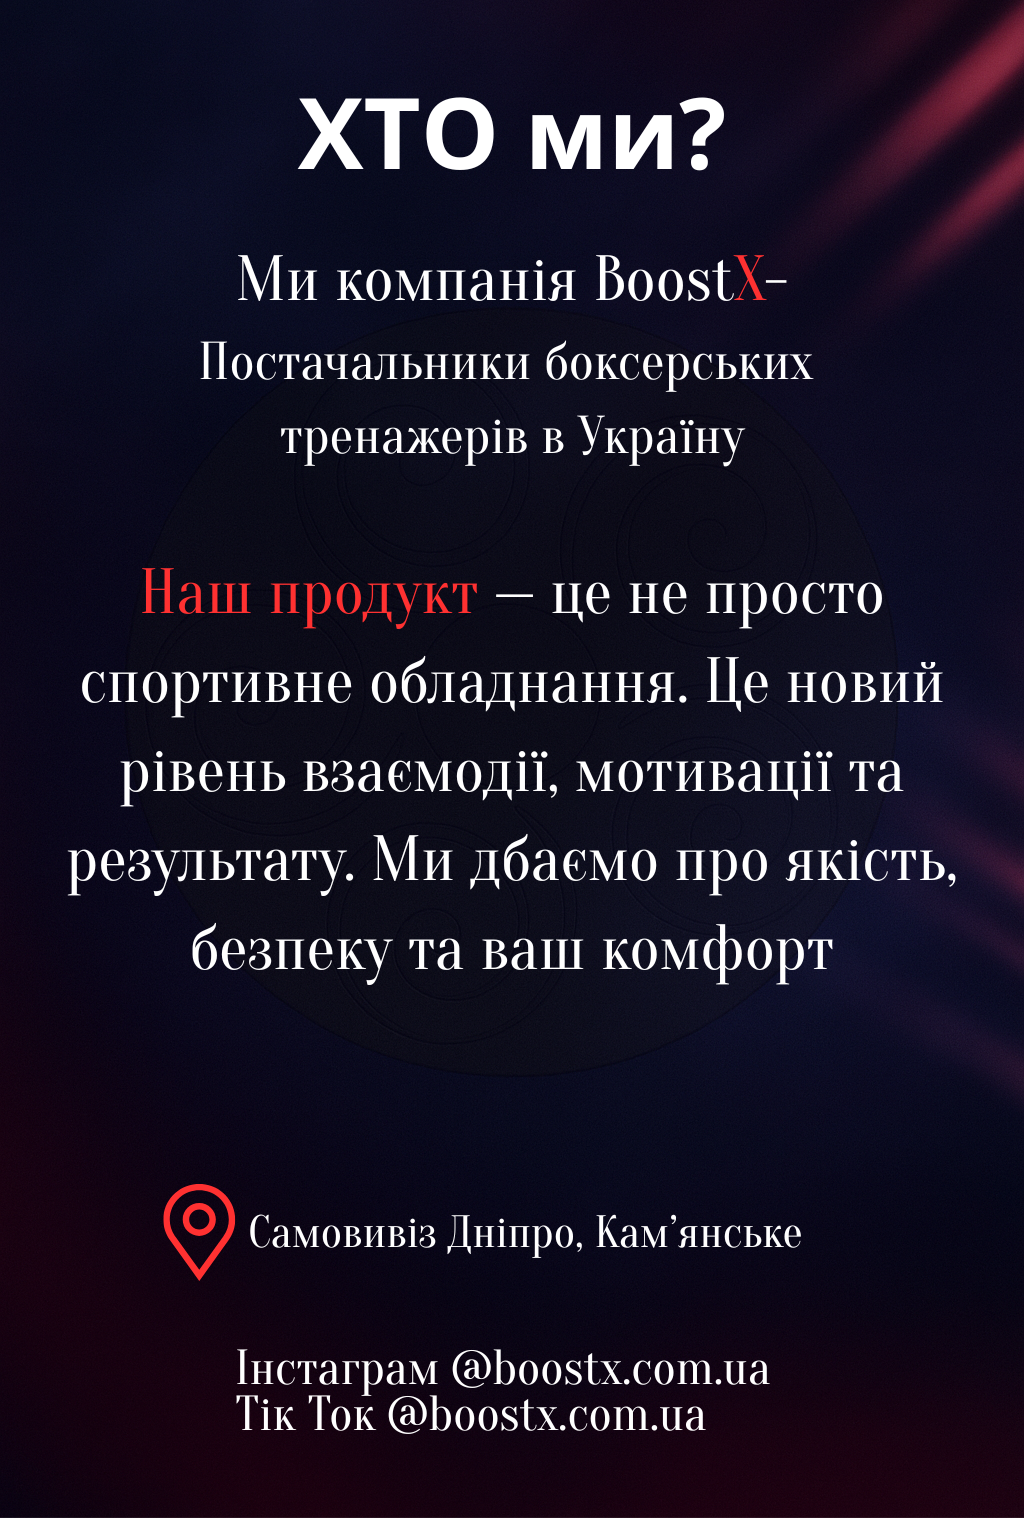 ХТО ми?
Ми компанія BoostX–
Постачальники боксерських
тренажерів в Україну
Наш продукт — це не просто
спортивне обладнання. Це новий
рівень взаємодії, мотивації та
результату. Ми дбаємо про якість,
безпеку та ваш комфорт
Самовивіз Дніпро, Кам’янське
Інстаграм @boostx.com.ua
Тік Ток @boostx.com.ua